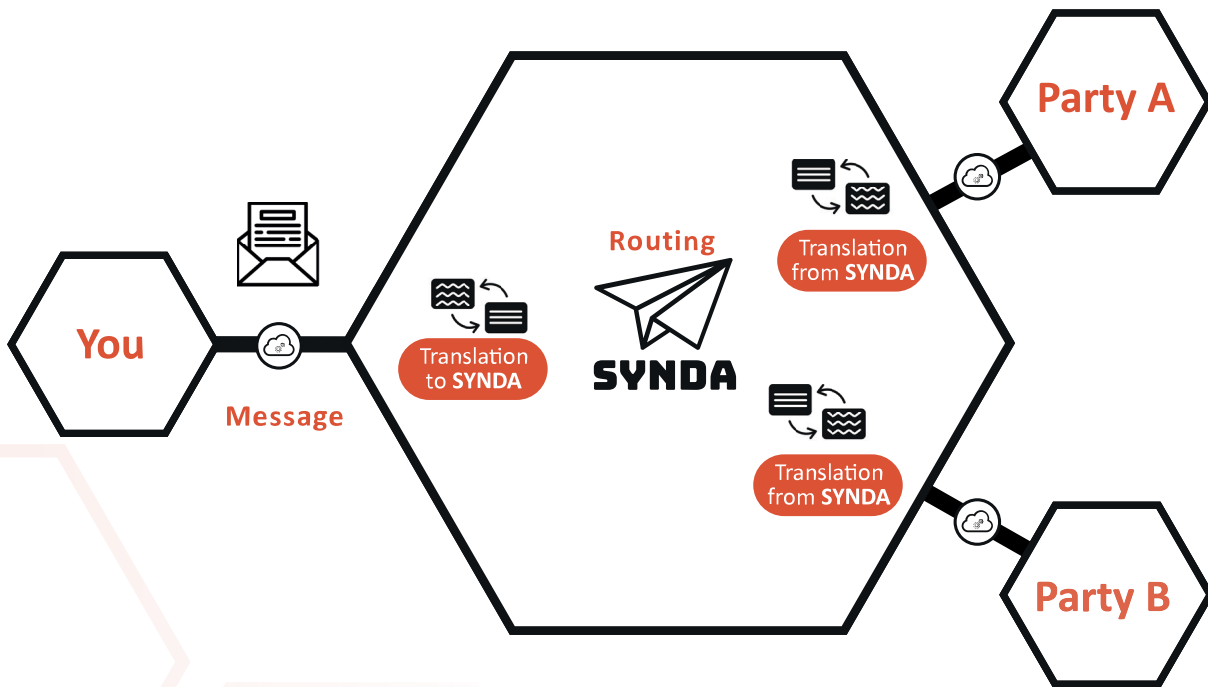 You
Message
Translation
to SYNDA
Routing
SYNDA
Translation
from SYNDA
Translation
from SYNDA
Party A
Party B